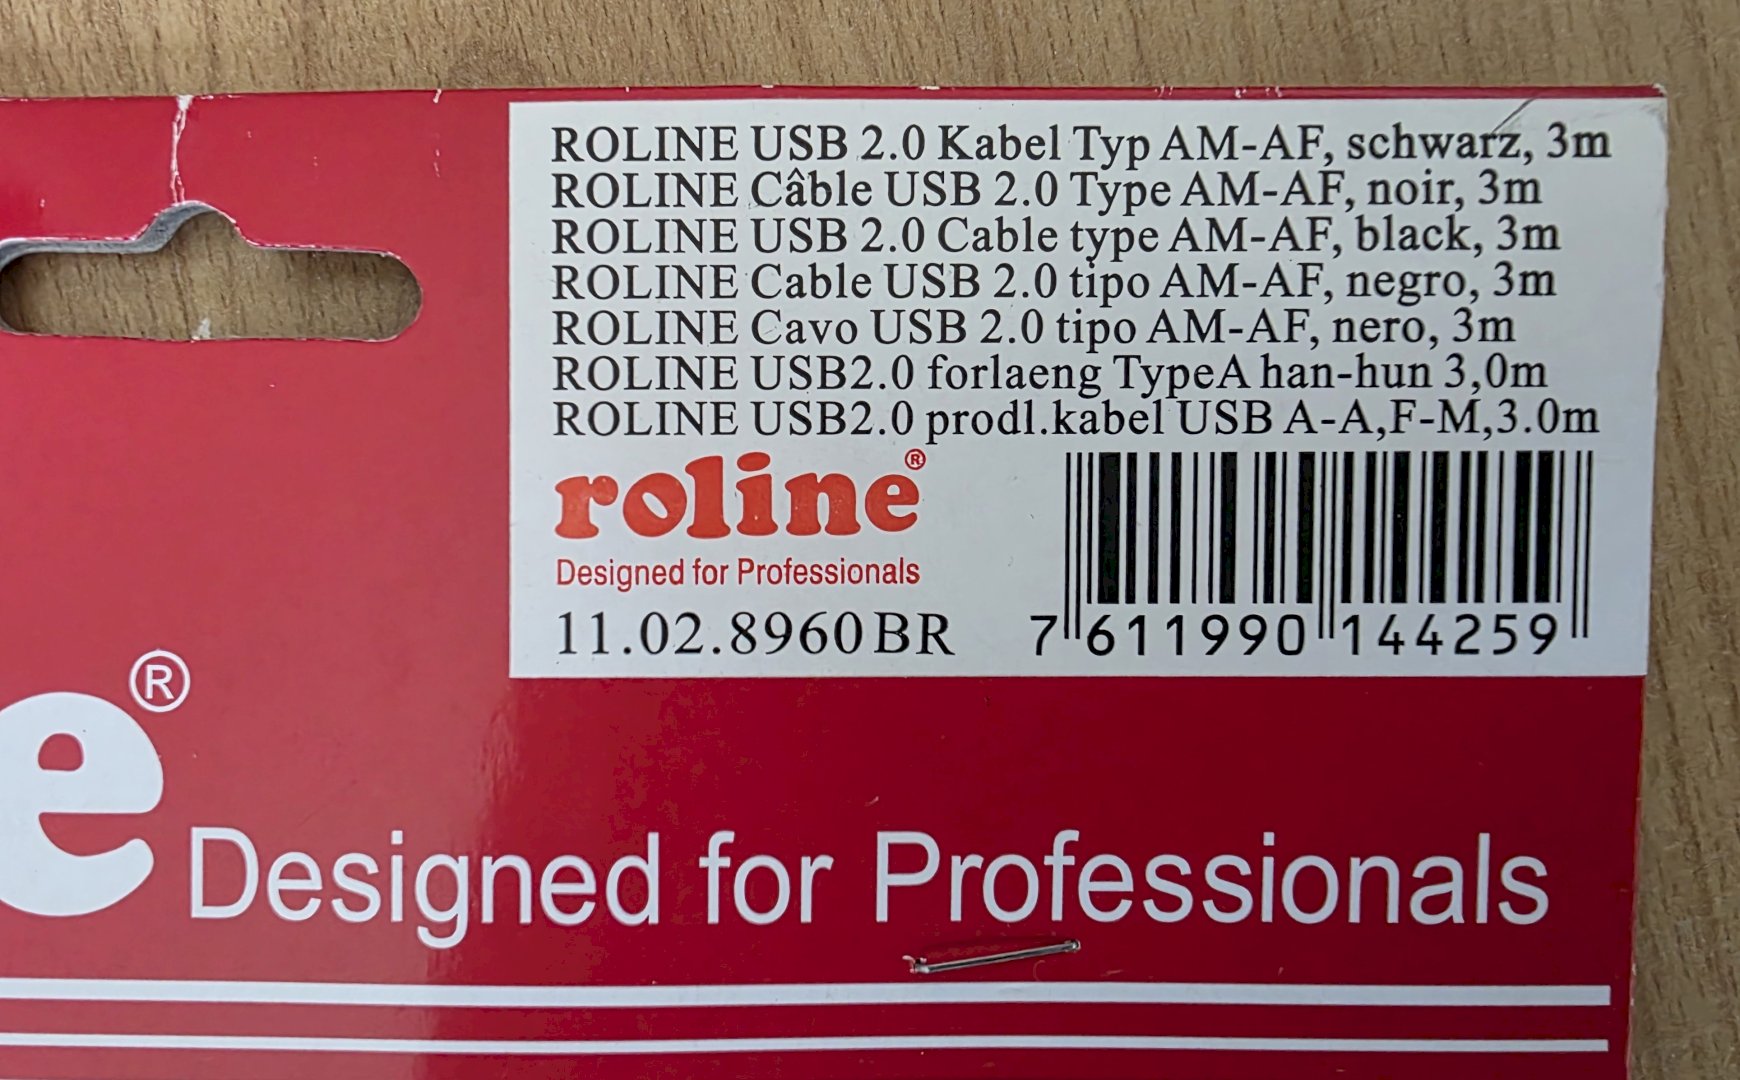 ROLINE USB 2.0 Kabel Typ AM-AF, schwarz, 3m
ROLINE Câble USB 2.0 Type AM-AF, noir, 3m
ROLINE USB 2.0 Cable type AM-AF, black, 3m
ROLINE Cable USB 2.0 tipo AM-AF, negro, 3m
ROLINE Cavo USB 2.0 tipo AM-AF, nero, 3m
ROLINE USB2.0 forlaeng TypeA han-hun 3,0m
ROLINE USB2.0 prodl.kabel USB A-A,F-M,3.0m
roline®
Designed for Professionals
11.02.8960BR
7 611990 144259
e®
Designed for Professionals